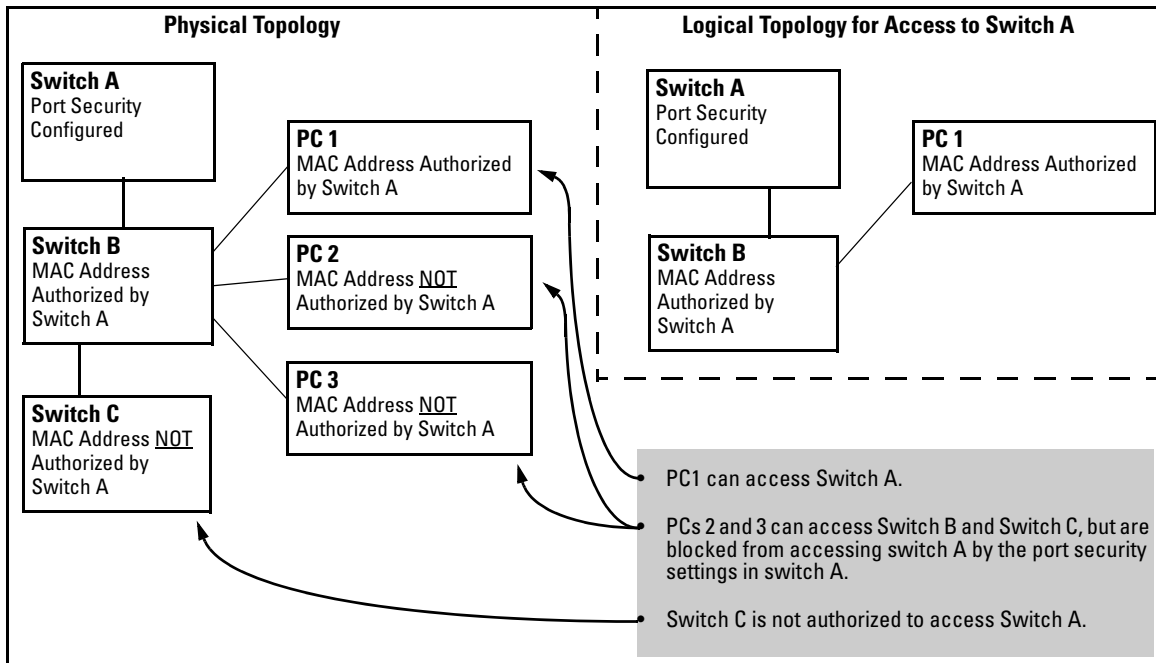 Physical Topology
Switch A
Port Security
Configured
Switch B
MAC Address
Authorized by
Switch A
Switch C
MAC Address NOT
Authorized by
Switch A
PC 1
MAC Address Authorized
by Switch A
PC 2
MAC Address NOT
Authorized by Switch A
PC 3
MAC Address NOT
Authorized by Switch A
Logical Topology for Access to Switch A
Switch A
Port Security
Configured
Switch B
MAC Address
Authorized by
Switch A
PC 1
MAC Address Authorized
by Switch A
• PC1 can access Switch A.
• PCs 2 and 3 can access Switch B and Switch C, but are
blocked from accessing switch A by the port security
settings in switch A.
• Switch C is not authorized to access Switch A.